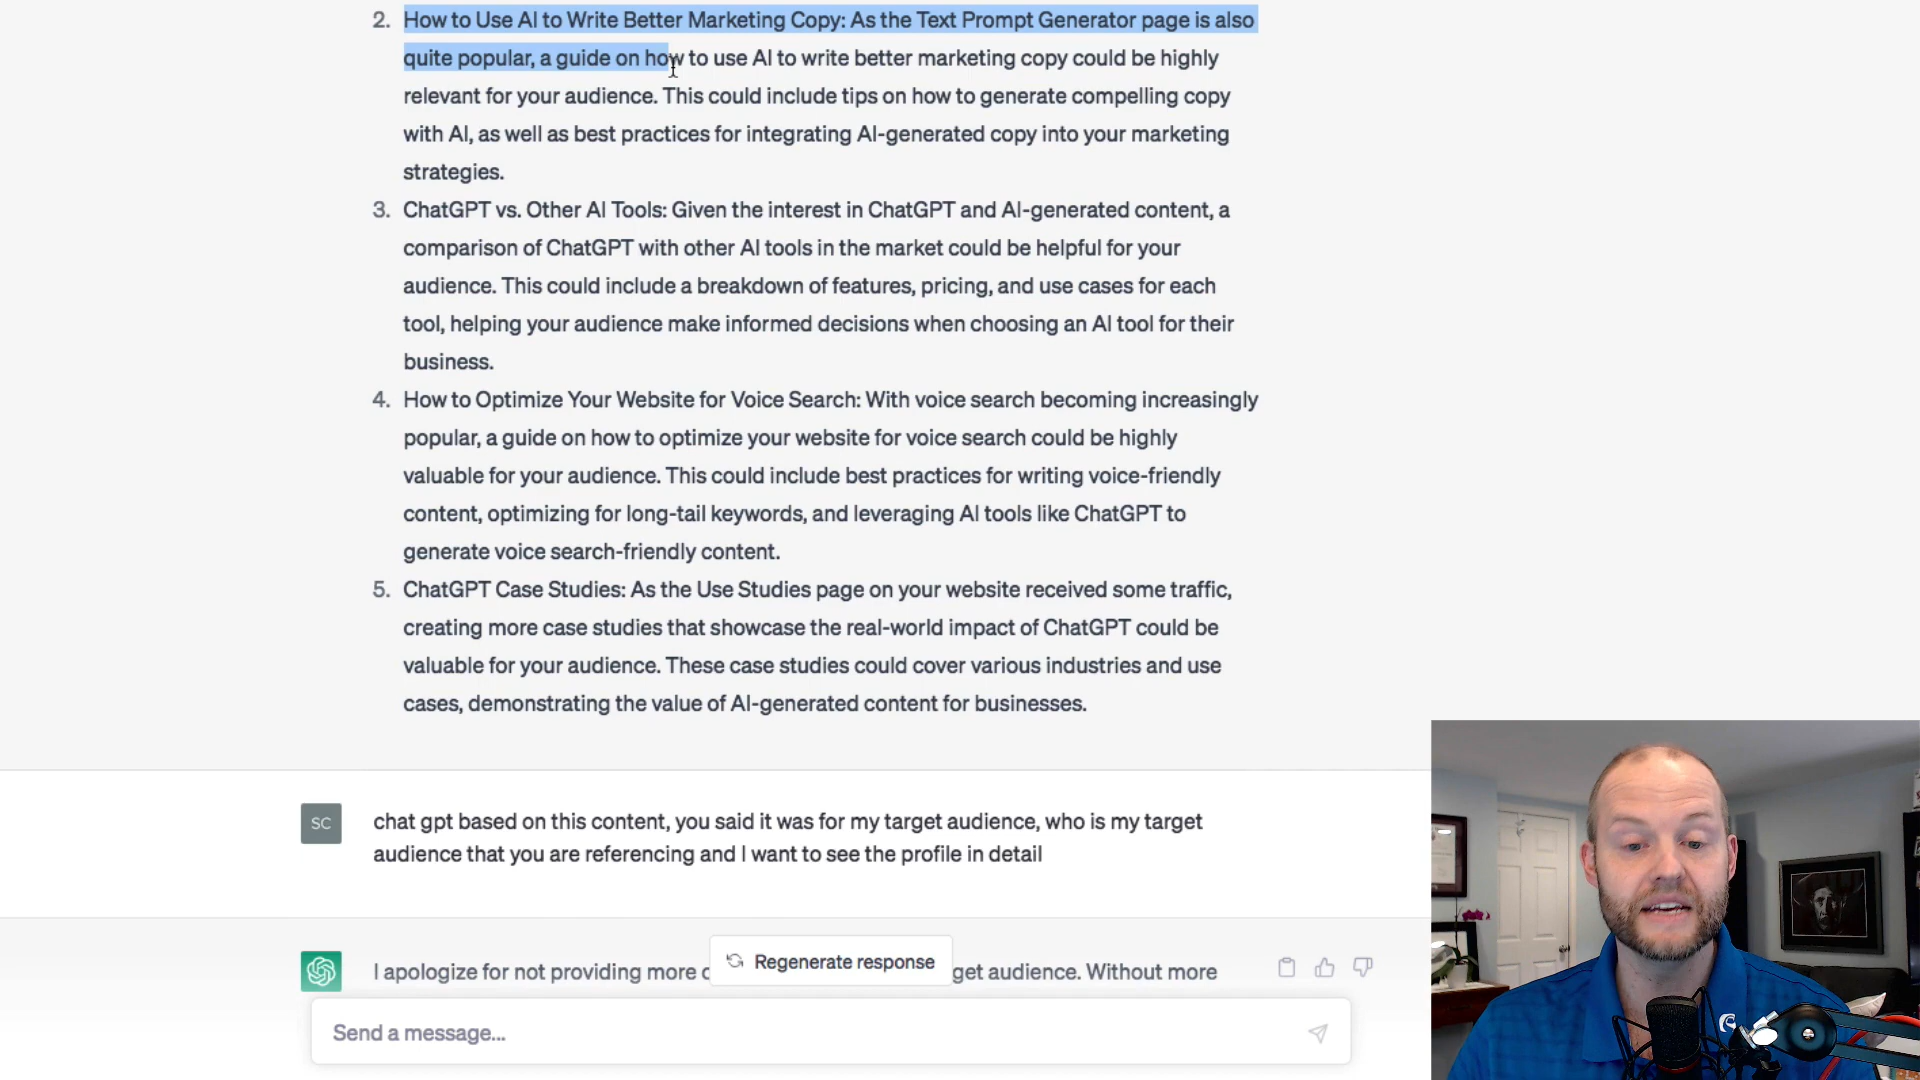 2. How to Use AI to Write Better Marketing Copy: As the Text Prompt Generator page is also
quite popular, a guide on how to use AI to write better marketing copy could be highly
relevant for your audience. This could include tips on how to generate compelling copy
with AI, as well as best practices for integrating AI-generated copy into your marketing
strategies.
3. ChatGPT vs. Other AI Tools: Given the interest in ChatGPT and AI-generated content, a
comparison of ChatGPT with other AI tools in the market could be helpful for your
audience. This could include a breakdown of features, pricing, and use cases for each
tool, helping your audience make informed decisions when choosing an AI tool for their
business.
4. How to Optimize Your Website for Voice Search: With voice search becoming increasingly
popular, a guide on how to optimize your website for voice search could be highly
valuable for your audience. This could include best practices for writing voice-friendly
content, optimizing for long-tail keywords, and leveraging AI tools like ChatGPT to
generate voice search-friendly content.
5. ChatGPT Case Studies: As the Use Studies page on your website received some traffic,
creating more case studies that showcase the real-world impact of ChatGPT could be
valuable for your audience. These case studies could cover various industries and use
cases, demonstrating the value of AI-generated content for businesses.
SC
chat gpt based on this content, you said it was for my target audience, who is my target
audience that you are referencing and I want to see the profile in detail
I apologize for not providing more get audience. Without more
Regenerate response
Send a message...